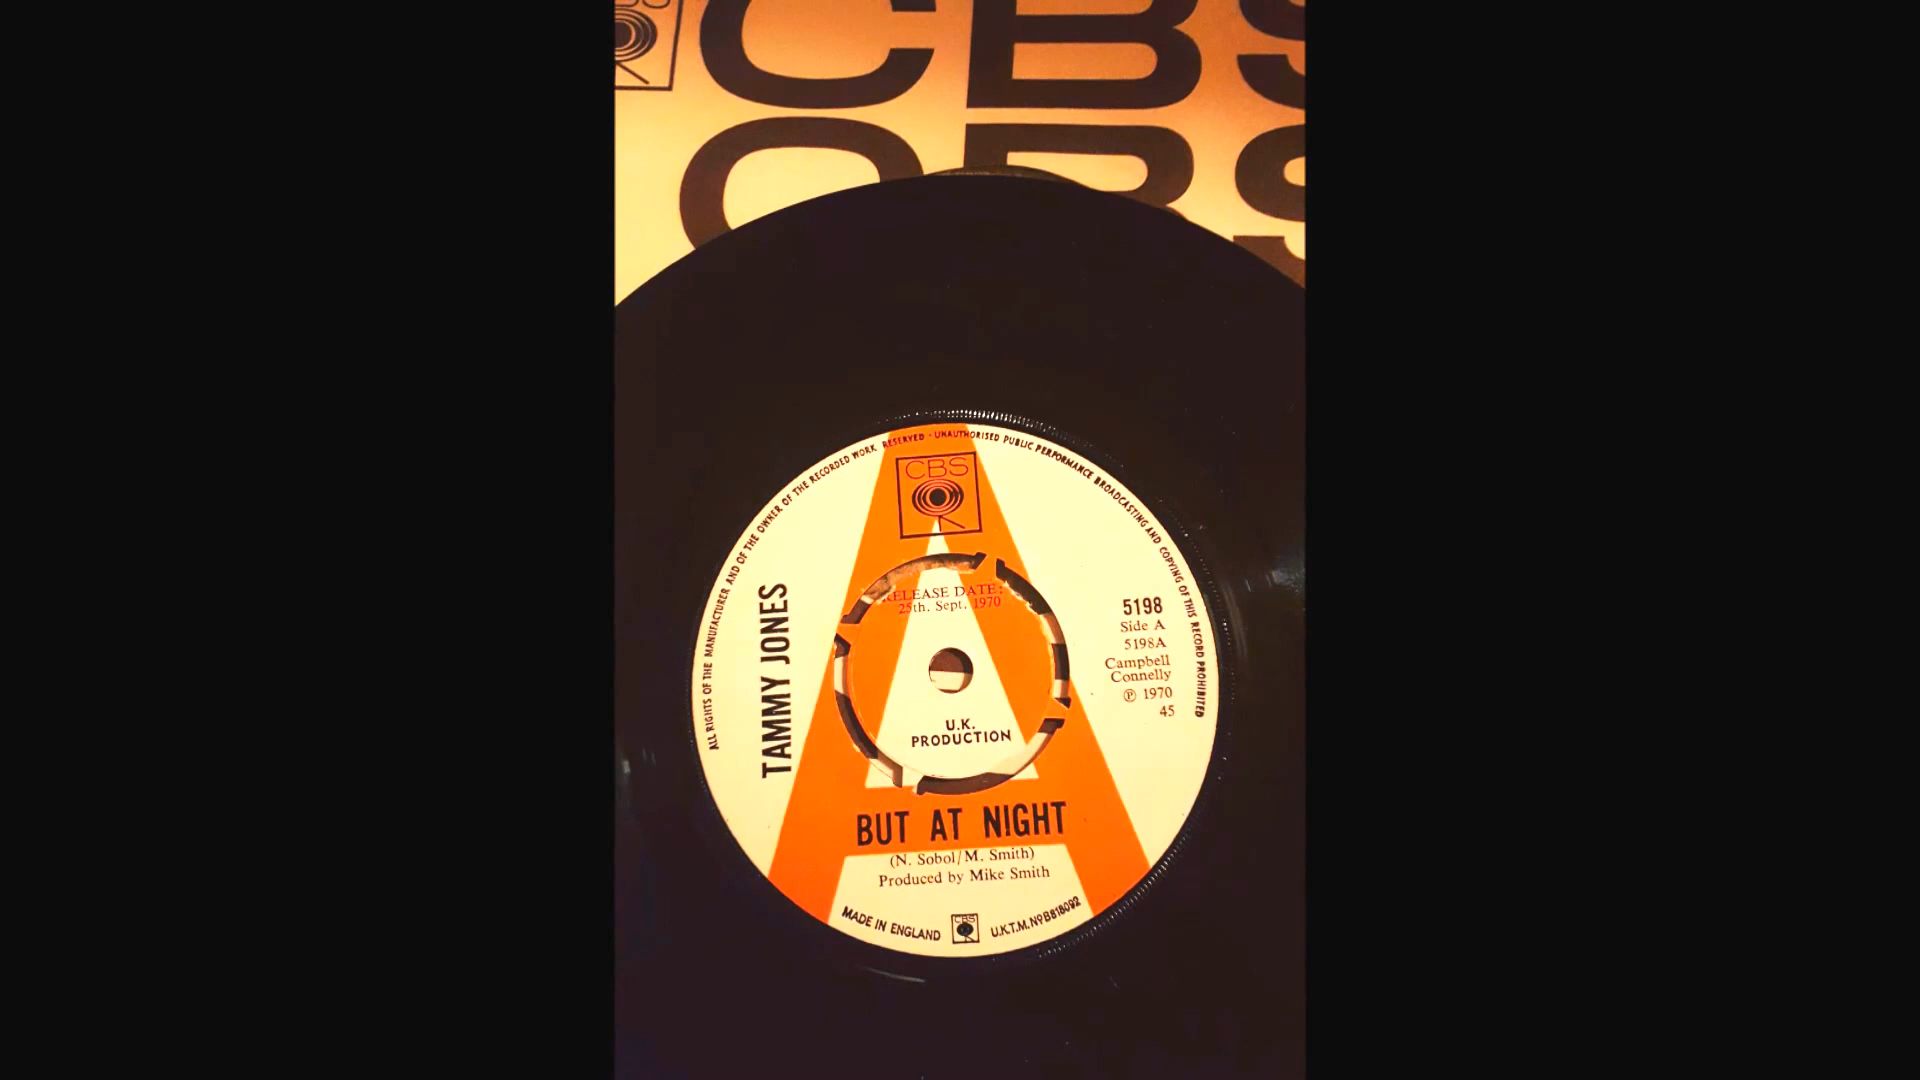 CBS
CBS
ALL RIGHTS OF THE MANUFACTURER AND OF THE OWNER OF THE RECORDED WORK RESERVED - UNAUTHORISED PUBLIC PERFORMANCE BROADCASTING AND COPYING OF THIS RECORD PROHIBITED
CBS
TAMMY JONES
RELEASE DATE:
25th. Sept. 1970
5198
Side A
5198A
Campbell
Connelly
℗ 1970
45
A
U.K.
PRODUCTION
BUT AT NIGHT
(N. Sobol/M. Smith)
Produced by Mike Smith
MADE IN ENGLAND
CBS
U.K.T.M. Nº B818092